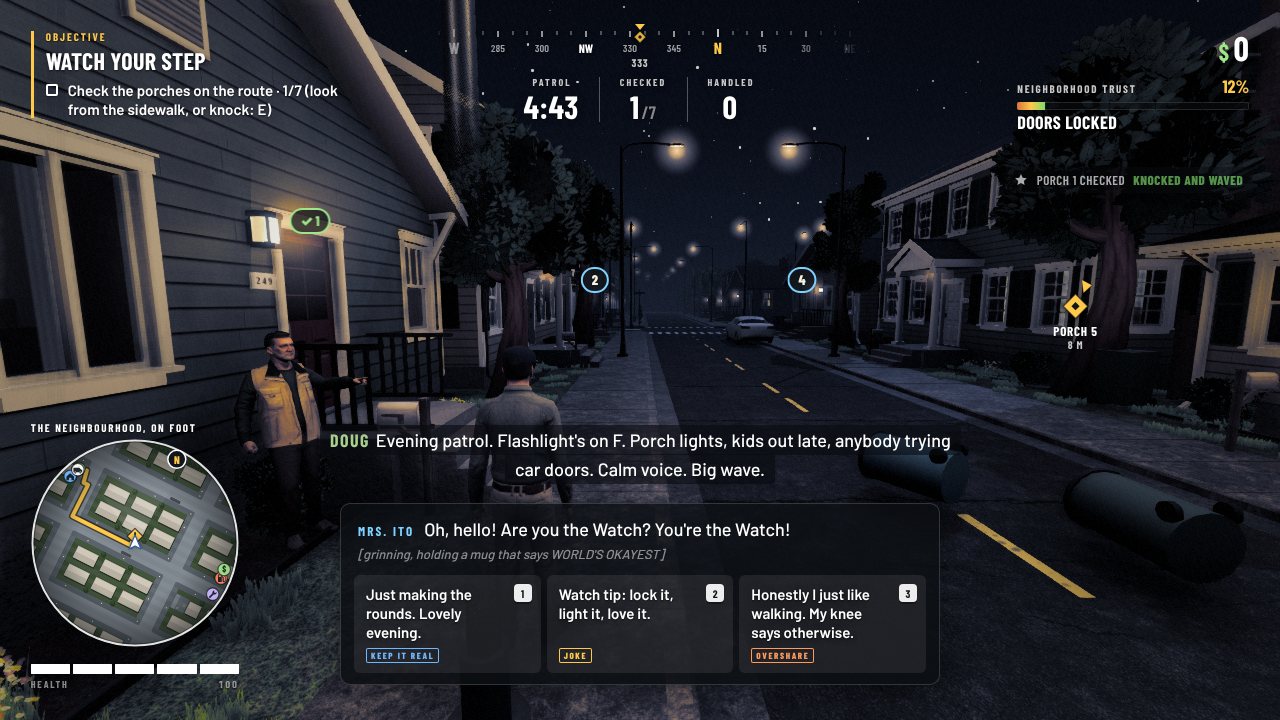 OBJECTIVE
WATCH YOUR STEP
Check the porches on the route · 1/7 (look
from the sidewalk, or knock: E)
W 285 300 NW 330 345 N 15 30 NE
333
PATROL CHECKED HANDLED
4:43 1/7 0
$0
NEIGHBORHOOD TRUST 12%
DOORS LOCKED
PORCH 1 CHECKED KNOCKED AND WAVED
1
249
2
4
PORCH 5
8 M
THE NEIGHBOURHOOD, ON FOOT
N
$
DOUG Evening patrol. Flashlight's on F. Porch lights, kids out late, anybody trying
car doors. Calm voice. Big wave.
MRS. ITO Oh, hello! Are you the Watch? You're the Watch!
[grinning, holding a mug that says WORLD'S OKAYEST]
Just making the
rounds. Lovely
evening.
1
KEEP IT REAL
Watch tip: lock it,
light it, love it.
2
JOKE
Honestly I just like
walking. My knee
says otherwise.
3
OVERSHARE
HEALTH 100